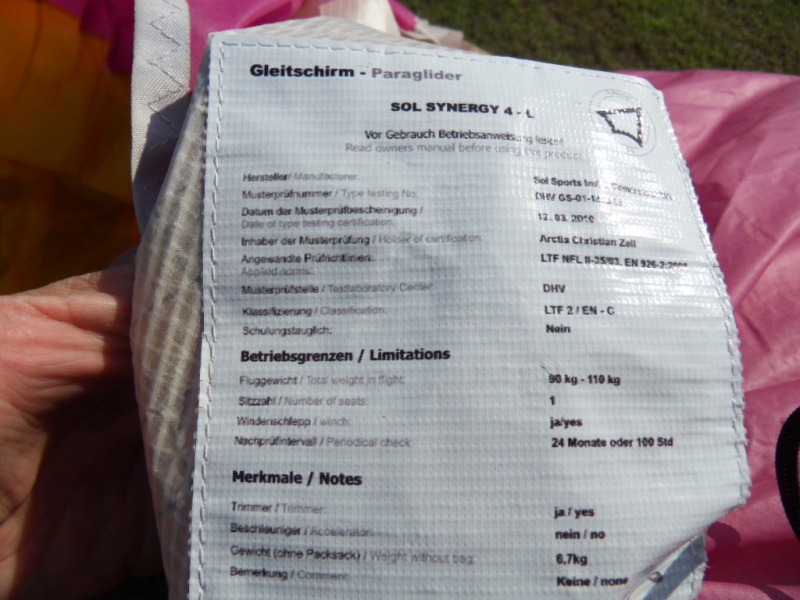 Gleitschirm - Paraglider
SOL SYNERGY 4 - L
Vor Gebrauch Betriebsanweisung lesen!
Read owners manual before using this product
Hersteller/ Manufacturer: Sol Sports Ind.
Musterprüfnummer / Type testing No: DHV
Datum der Musterprüfbescheinigung /
Date of type testing certification: 12. 03. 2010
Inhaber der Musterprüfung / Holder of certification: Arctia Christian Zell
Angewandte Prüfrichtlinien: LTF NFL II-35/03, EN 926-2:2005
Applied norms:
Musterprüfstelle / Testlaboratory Center: DHV
Klassifizierung / Classification: LTF 2 / EN - C
Schulungstauglich: Nein
Betriebsgrenzen / Limitations
Fluggewicht / Total weight in flight: 90 kg - 110 kg
Sitzzahl / Number of seats: 1
Windenschlepp / winch: ja/yes
Nachprüfintervall / Periodical check: 24 Monate oder 100 Std
Merkmale / Notes
Trimmer / Trimmer: ja / yes
Beschleuniger / Accelerator: nein / no
Gewicht (ohne Packsack) / Weight without bag: 6,7kg
Bemerkung / Comment: Keine / none